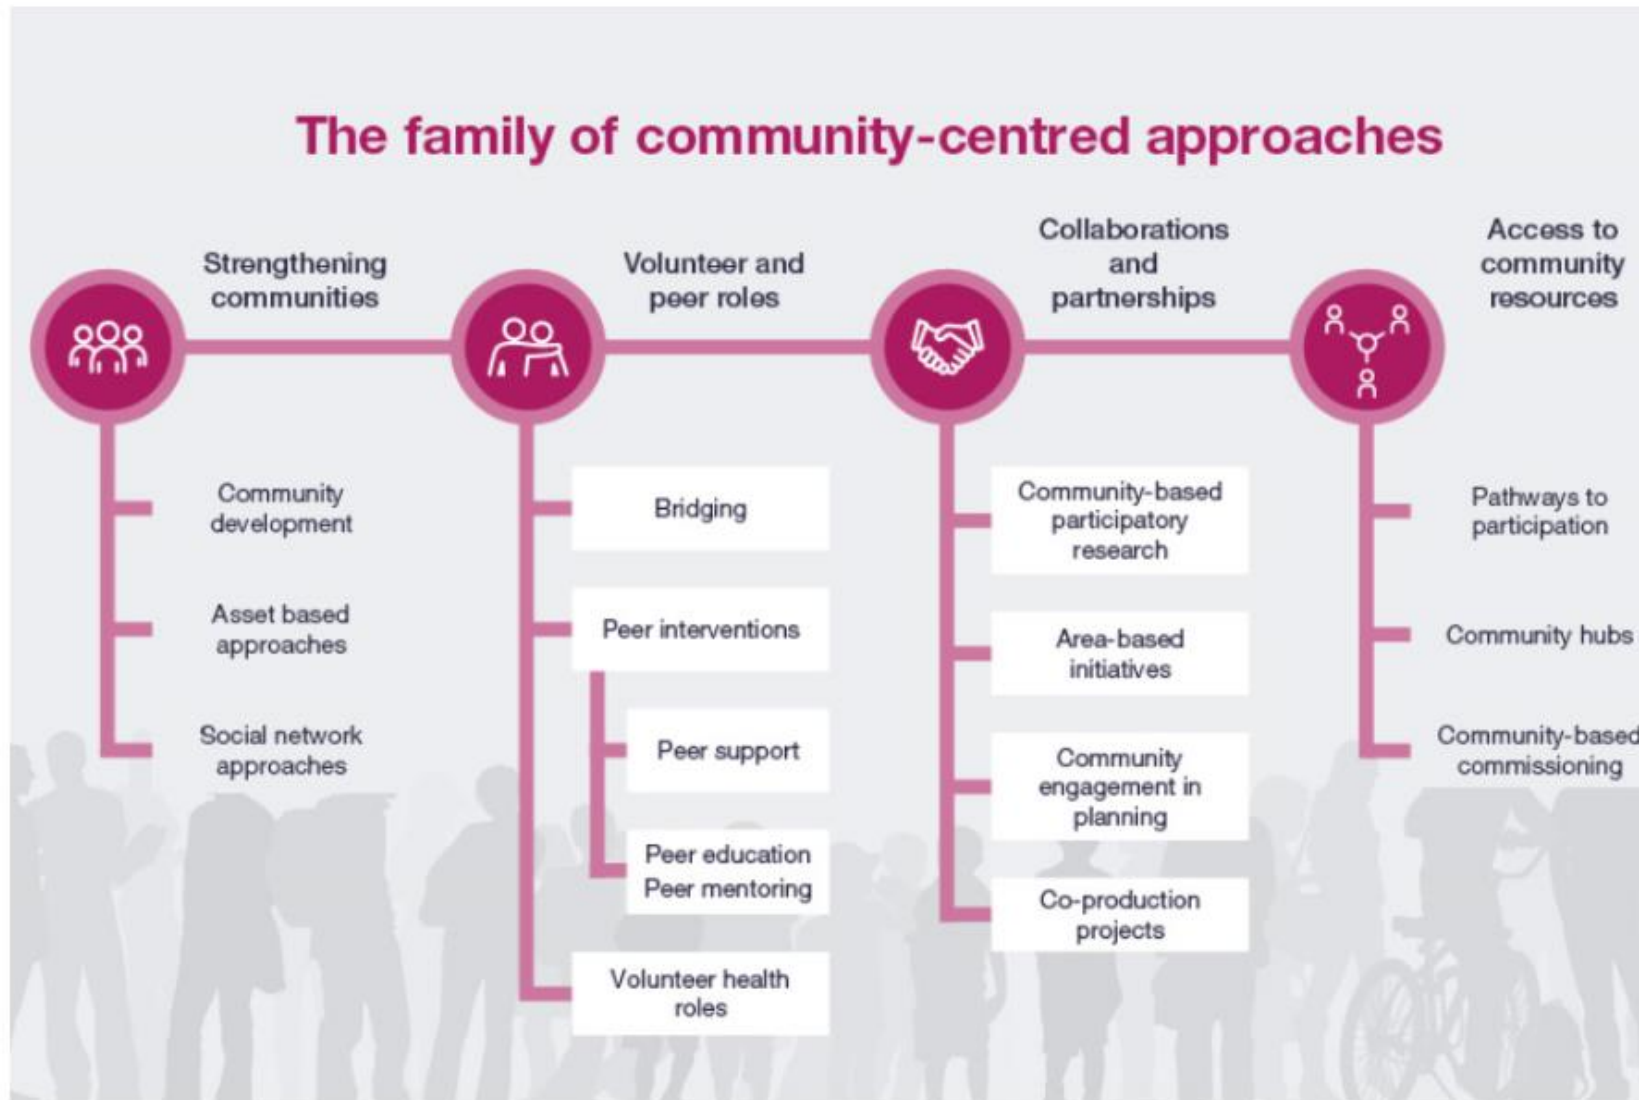 The family of community-centred approaches
Strengthening
communities
Community
development
Asset based
approaches
Social network
approaches
Volunteer and
peer roles
Bridging
Peer interventions
Peer support
Peer education
Peer mentoring
Volunteer health
roles
Collaborations
and
partnerships
Community-based
participatory
research
Area-based
initiatives
Community
engagement in
planning
Co-production
projects
Access to
community
resources
Pathways to
participation
Community hubs
Community-based
commissioning